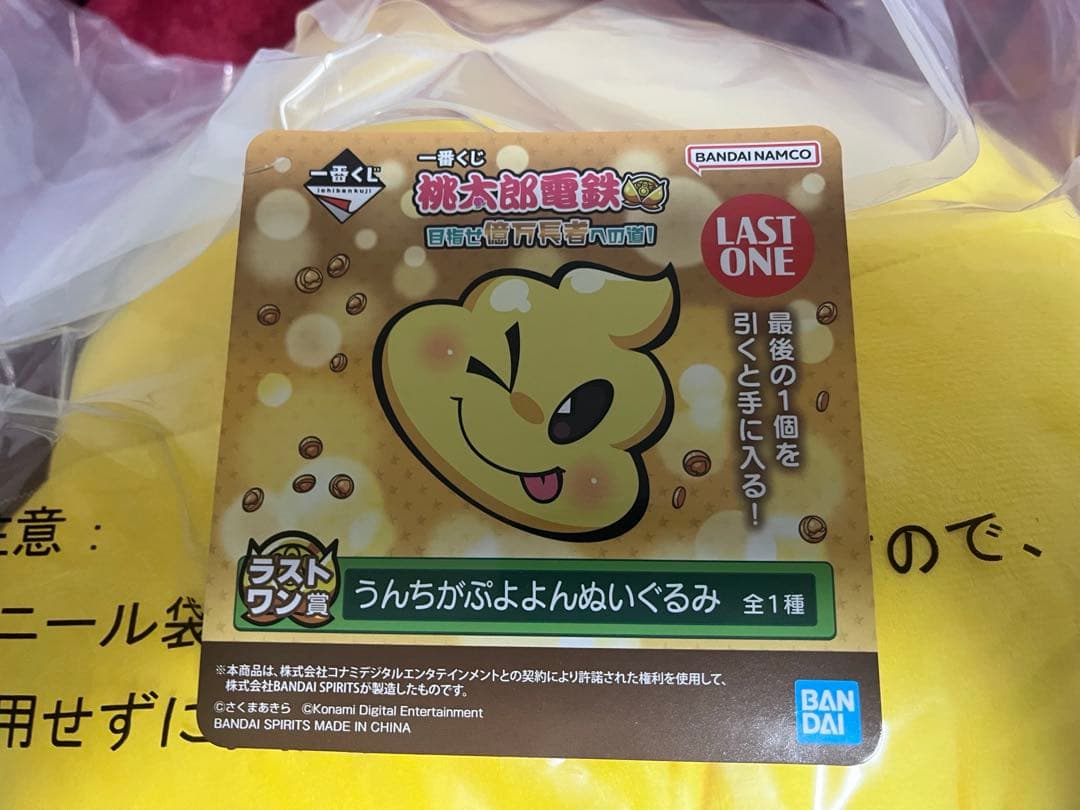 一番くじ
ichibankuji
一番くじ
桃太郎電鉄
目指せ億万長者への道!
BANDAI NAMCO
LAST
ONE
最後の1個を
引くと手に入る!
ラスト
ワン賞
うんちがぷよよんぬいぐるみ 全1種
※本商品は、株式会社コナミデジタルエンタテインメントとの契約により許諾された権利を使用して、
株式会社BANDAI SPIRITSが製造したものです。
©さくまあきら ©Konami Digital Entertainment
BANDAI SPIRITS MADE IN CHINA
BAN
DAI
注意:
ので、
ニール袋
用せずに